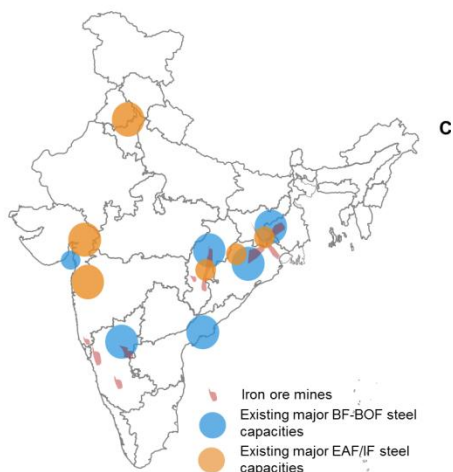 C
Iron ore mines
Existing major BF-BOF steel
capacities
Existing major EAF/IF steel
capacities